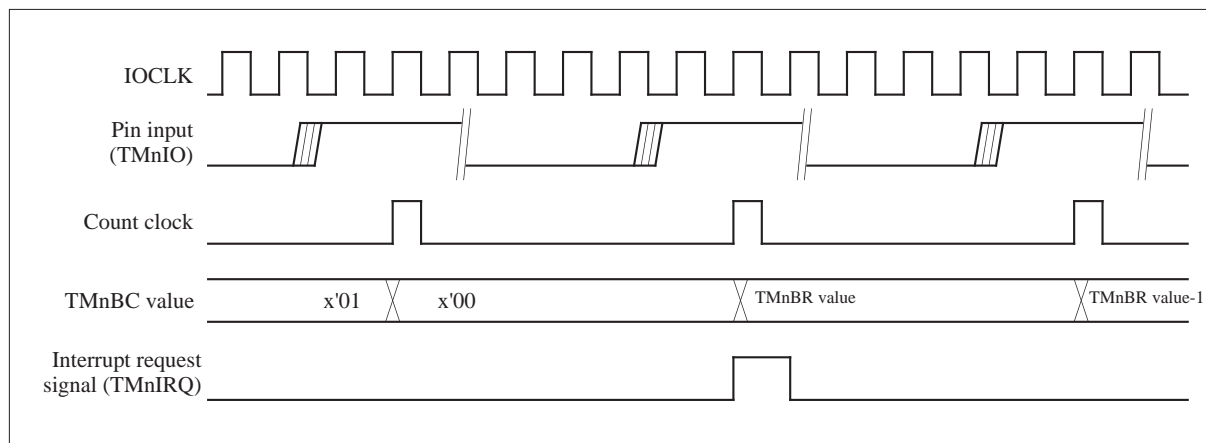 IOCLK
Pin input
(TMnIO)
Count clock
TMnBC value
x'01
x'00
TMnBR value
TMnBR value-1
Interrupt request
signal (TMnIRQ)